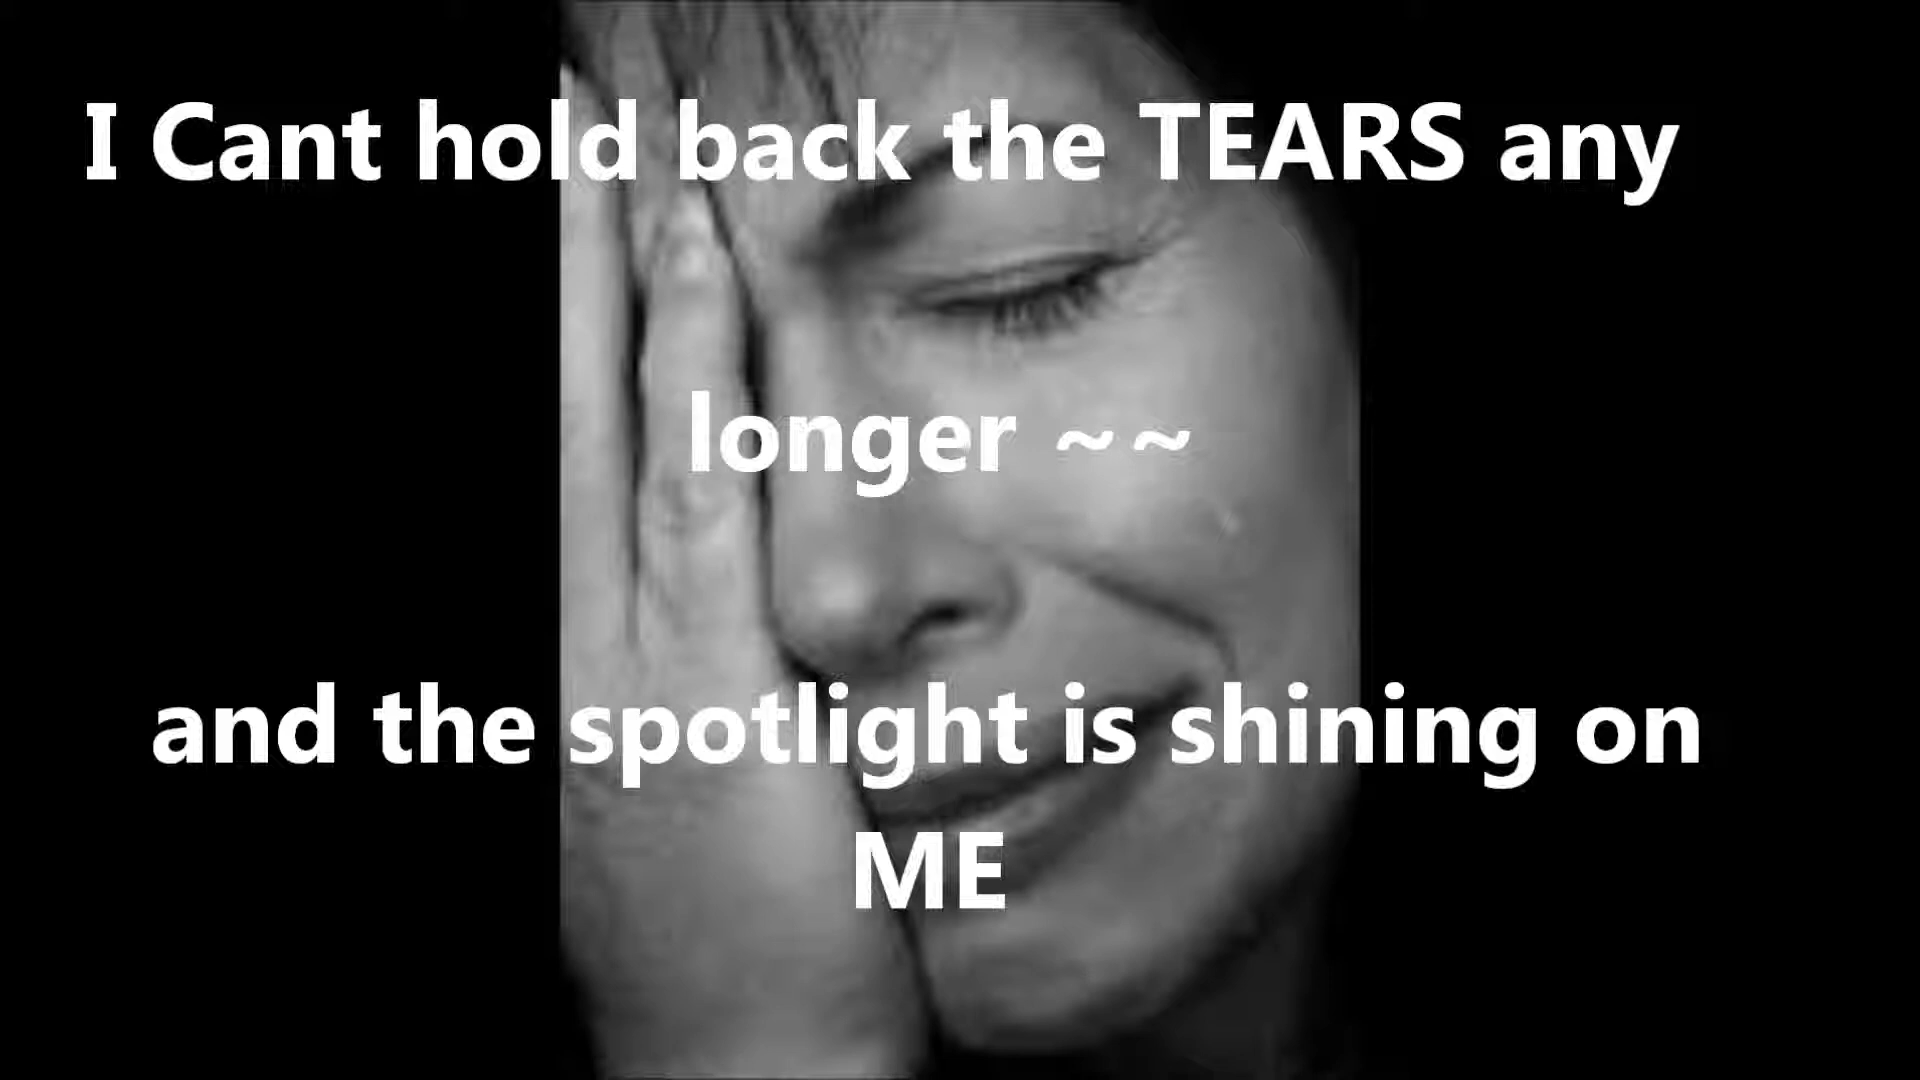 I Cant hold back the TEARS any
longer ~~
and the spotlight is shining on
ME